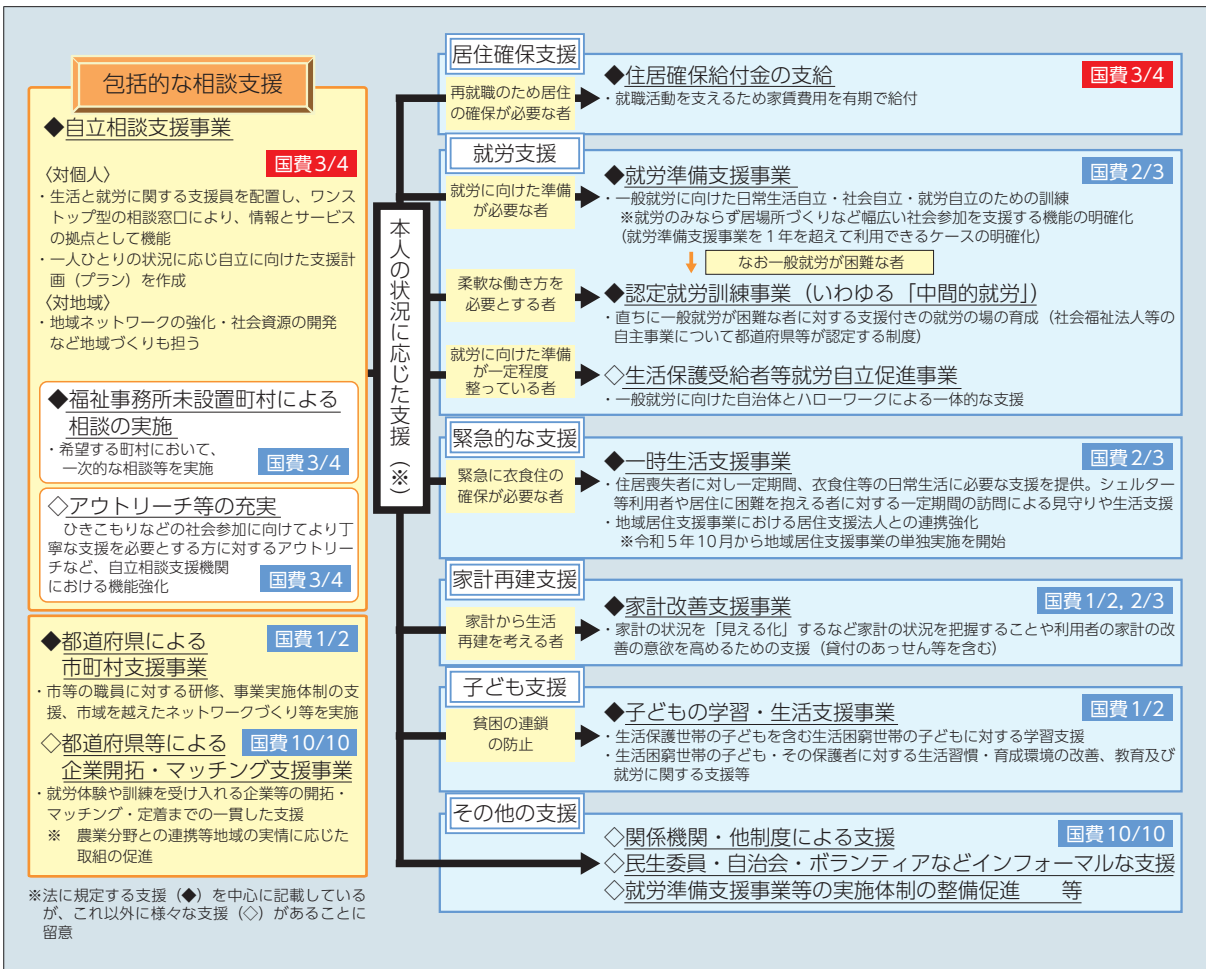 包括的な相談支援
◆自立相談支援事業
国費3/4
〈対個人〉
・生活と就労に関する支援員を配置し、ワンス
トップ型の相談窓口により、情報とサービス
の拠点として機能
・一人ひとりの状況に応じ自立に向けた支援計
画（プラン）を作成
〈対地域〉
・地域ネットワークの強化・社会資源の開発
など地域づくりも担う
◆福祉事務所未設置町村による
相談の実施
・希望する町村において、
一次的な相談等を実施
国費3/4
◇アウトリーチ等の充実
ひきこもりなどの社会参加に向けてより丁
寧な支援を必要とする方に対するアウトリー
チなど、自立相談支援機関
における機能強化
国費3/4
◆都道府県による
市町村支援事業
国費1/2
・市等の職員に対する研修、事業実施体制の支
援、市域を越えたネットワークづくり等を実施
◇都道府県等による
国費10/10
企業開拓・マッチング支援事業
・就労体験や訓練を受け入れる企業等の開拓・
マッチング・定着までの一貫した支援
※ 農業分野との連携等地域の実情に応じた
取組の促進
※法に規定する支援（◆）を中心に記載している
が、これ以外に様々な支援（◇）があることに
留意
本人の状況に応じた支援（※）
居住確保支援
再就職のため居住
の確保が必要な者
◆住居確保給付金の支給
国費3/4
・就職活動を支えるため家賃費用を有期で給付
就労支援
就労に向けた準備
が必要な者
◆就労準備支援事業
国費2/3
・一般就労に向けた日常生活自立・社会自立・就労自立のための訓練
※就労のみならず居場所づくりなど幅広い社会参加を支援する機能の明確化
（就労準備支援事業を１年を超えて利用できるケースの明確化）
なお一般就労が困難な者
柔軟な働き方を
必要とする者
◆認定就労訓練事業（いわゆる「中間的就労」）
・直ちに一般就労が困難な者に対する支援付きの就労の場の育成（社会福祉法人等の
自主事業について都道府県等が認定する制度）
就労に向けた準備
が一定程度
整っている者
◇生活保護受給者等就労自立促進事業
・一般就労に向けた自治体とハローワークによる一体的な支援
緊急的な支援
緊急に衣食住の
確保が必要な者
◆一時生活支援事業
国費2/3
・住居喪失者に対し一定期間、衣食住等の日常生活に必要な支援を提供。シェルター
等利用者や居住に困難を抱える者に対する一定期間の訪問による見守りや生活支援
・地域居住支援事業における居住支援法人との連携強化
※令和５年10月から地域居住支援事業の単独実施を開始
家計再建支援
家計から生活
再建を考える者
◆家計改善支援事業
国費1/2, 2/3
・家計の状況を「見える化」するなど家計の状況を把握することや利用者の家計の改
善の意欲を高めるための支援（貸付のあっせん等を含む）
子ども支援
貧困の連鎖
の防止
◆子どもの学習・生活支援事業
国費1/2
・生活保護世帯の子どもを含む生活困窮世帯の子どもに対する学習支援
・生活困窮世帯の子ども・その保護者に対する生活習慣・育成環境の改善、教育及び
就労に関する支援等
その他の支援
◇関係機関・他制度による支援
国費10/10
◇民生委員・自治会・ボランティアなどインフォーマルな支援
◇就労準備支援事業等の実施体制の整備促進 等